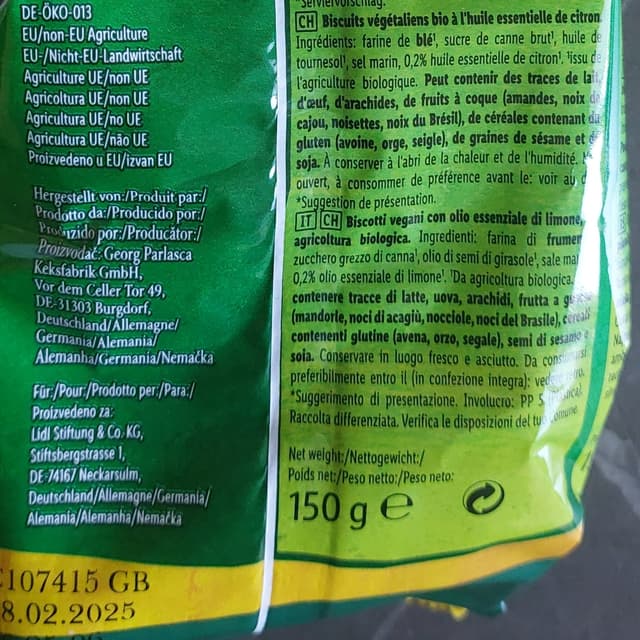 DE-ÖKO-013
EU/non-EU Agriculture
EU-/Nicht-EU-Landwirtschaft
Agriculture UE/non UE
Agricoltura UE/non UE
Agricultura UE/no UE
Agricultura UE/não UE
Proizvedeno u EU/izvan EU
Hergestellt von:/Produit par:/
Prodotto da:/Producido por:/
por:/Producător:/
Proizvođač: Georg Parlasca
Keksfabrik GmbH,
Vor dem Celler Tor 49,
DE-31303 Burgdorf,
Deutschland/Allemagne/
Germania/Alemania/
Alemanha/Germania/Nemačka
Für:/Pour:/Prodotto per:/Para:/
Proizvedeno za:
Lidl Stiftung & Co. KG,
Stiftsbergstrasse 1,
DE-74167 Neckarsulm,
Deutschland/Allemagne/Germania/
Alemania/Alemanha/Nemačka
107415 GB
8.02.2025
*Serviervorschlag.
CH Biscuits végétaliens bio à l'huile essentielle de citron.
Ingrédients: farine de blé¹, sucre de canne brut¹, huile de
tournesol¹, sel marin, 0,2% huile essentielle de citron¹. ¹issu de
l'agriculture biologique. Peut contenir des traces de lait,
d'œuf, d'arachides, de fruits à coque (amandes, noix de
cajou, noisettes, noix du Brésil), de céréales contenant du
gluten (avoine, orge, seigle), de graines de sésame et de
soja. À conserver à l'abri de la chaleur et de l'humidité.
ouvert, à consommer de préférence avant le: voir au
*Suggestion de présentation.
IT CH Biscotti vegani con olio essenziale di limone,
agricoltura biologica. Ingredienti: farina di
zucchero grezzo di canna¹, olio di semi di girasole¹, sale
0,2% olio essenziale di limone¹. ¹Da agricoltura biologica.
contenere tracce di latte, uova, arachidi, frutta a
(mandorle, noci di acagiù, nocciole, noci del Brasile),
contenenti glutine (avena, orzo, segale), semi di sesamo e
soia. Conservare in luogo fresco e asciutto. Da
preferibilmente entro il (in confezione integra):
*Suggerimento di presentazione. Involucro: PP 5
Raccolta differenziata. Verifica le disposizioni del tuo Comune.
Net weight:/Nettogewicht:/
Poids net:/Peso netto:/Peso neto:
150 g ℮